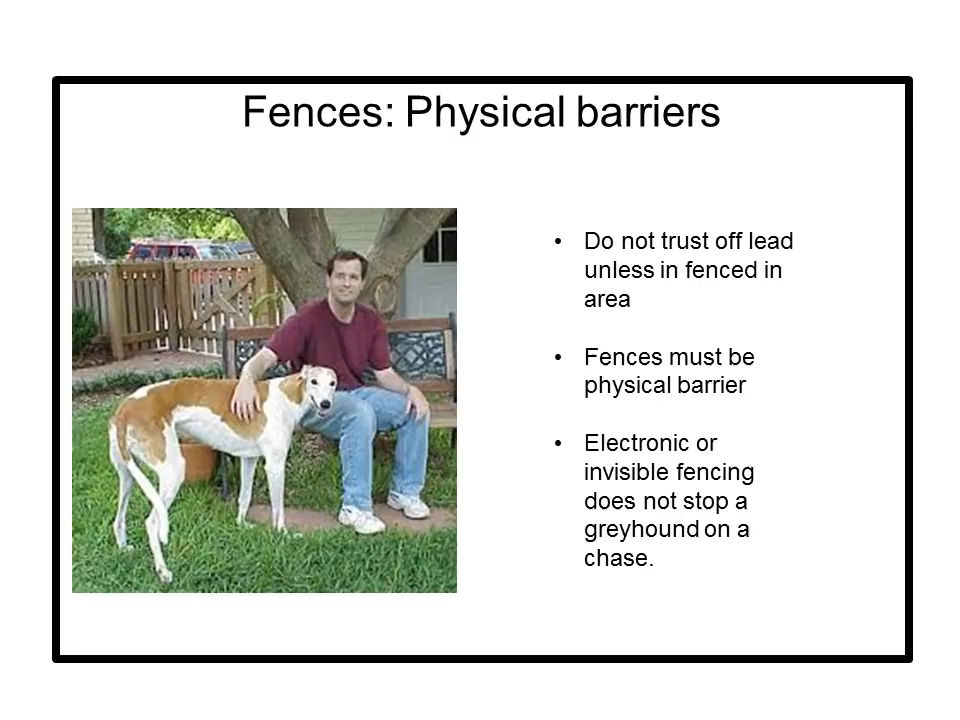 Fences: Physical barriers
• Do not trust off lead
unless in fenced in
area
• Fences must be
physical barrier
• Electronic or
invisible fencing
does not stop a
greyhound on a
chase.